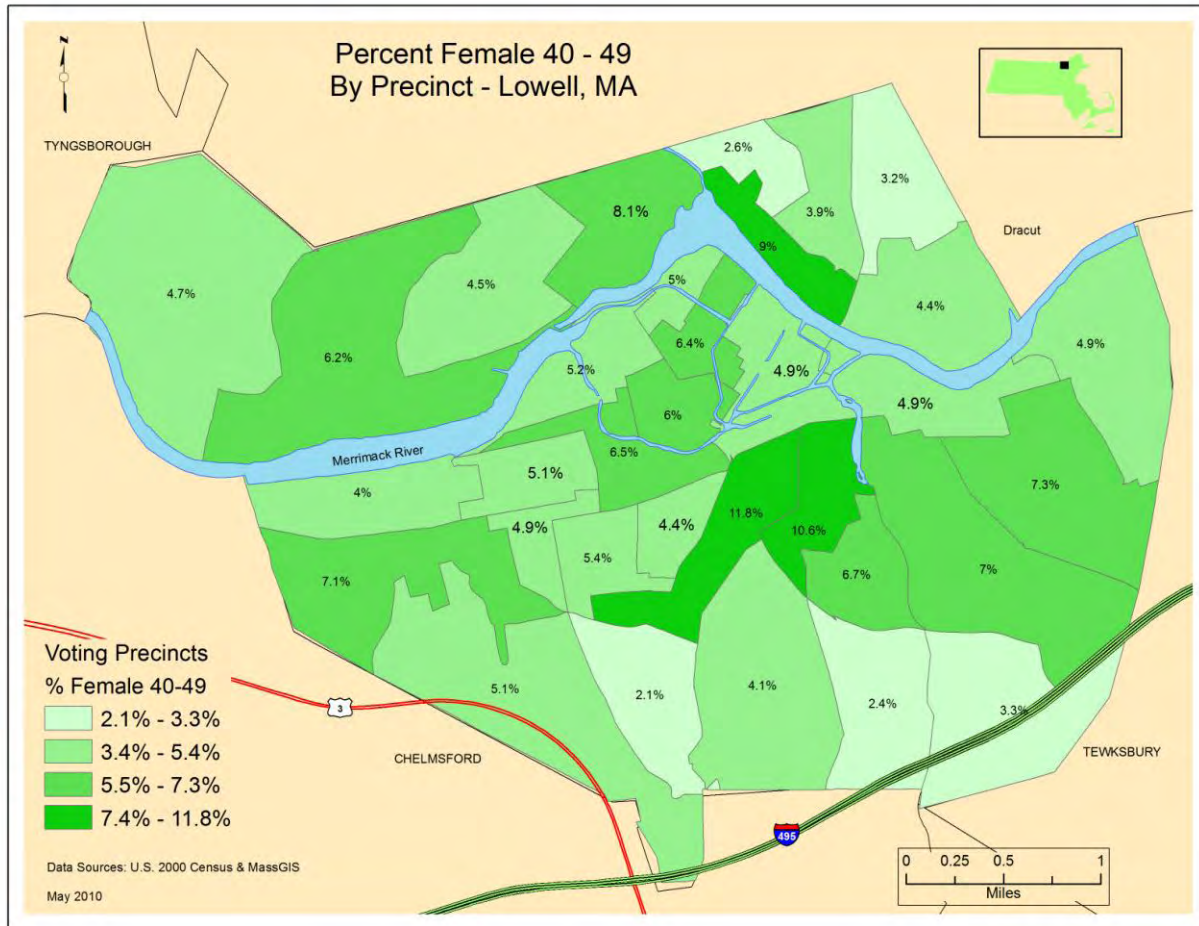 Percent Female 40 - 49
By Precinct - Lowell, MA
N
TYNGSBOROUGH
2.6%
3.2%
8.1%
3.9%
Dracut
9%
4.7%
4.5%
5%
4.4%
6.2%
6.4%
4.9%
5.2%
4.9%
4.9%
6%
6.5%
Merrimack River
5.1%
4%
7.3%
4.9%
4.4%
11.8%
10.6%
5.4%
7.1%
6.7%
7%
Voting Precincts
% Female 40-49
2.1% - 3.3%
3.4% - 5.4%
5.5% - 7.3%
7.4% - 11.8%
5.1%
2.1%
4.1%
2.4%
3.3%
3
CHELMSFORD
TEWKSBURY
495
Data Sources: U.S. 2000 Census & MassGIS
May 2010
0 0.25 0.5 1
Miles